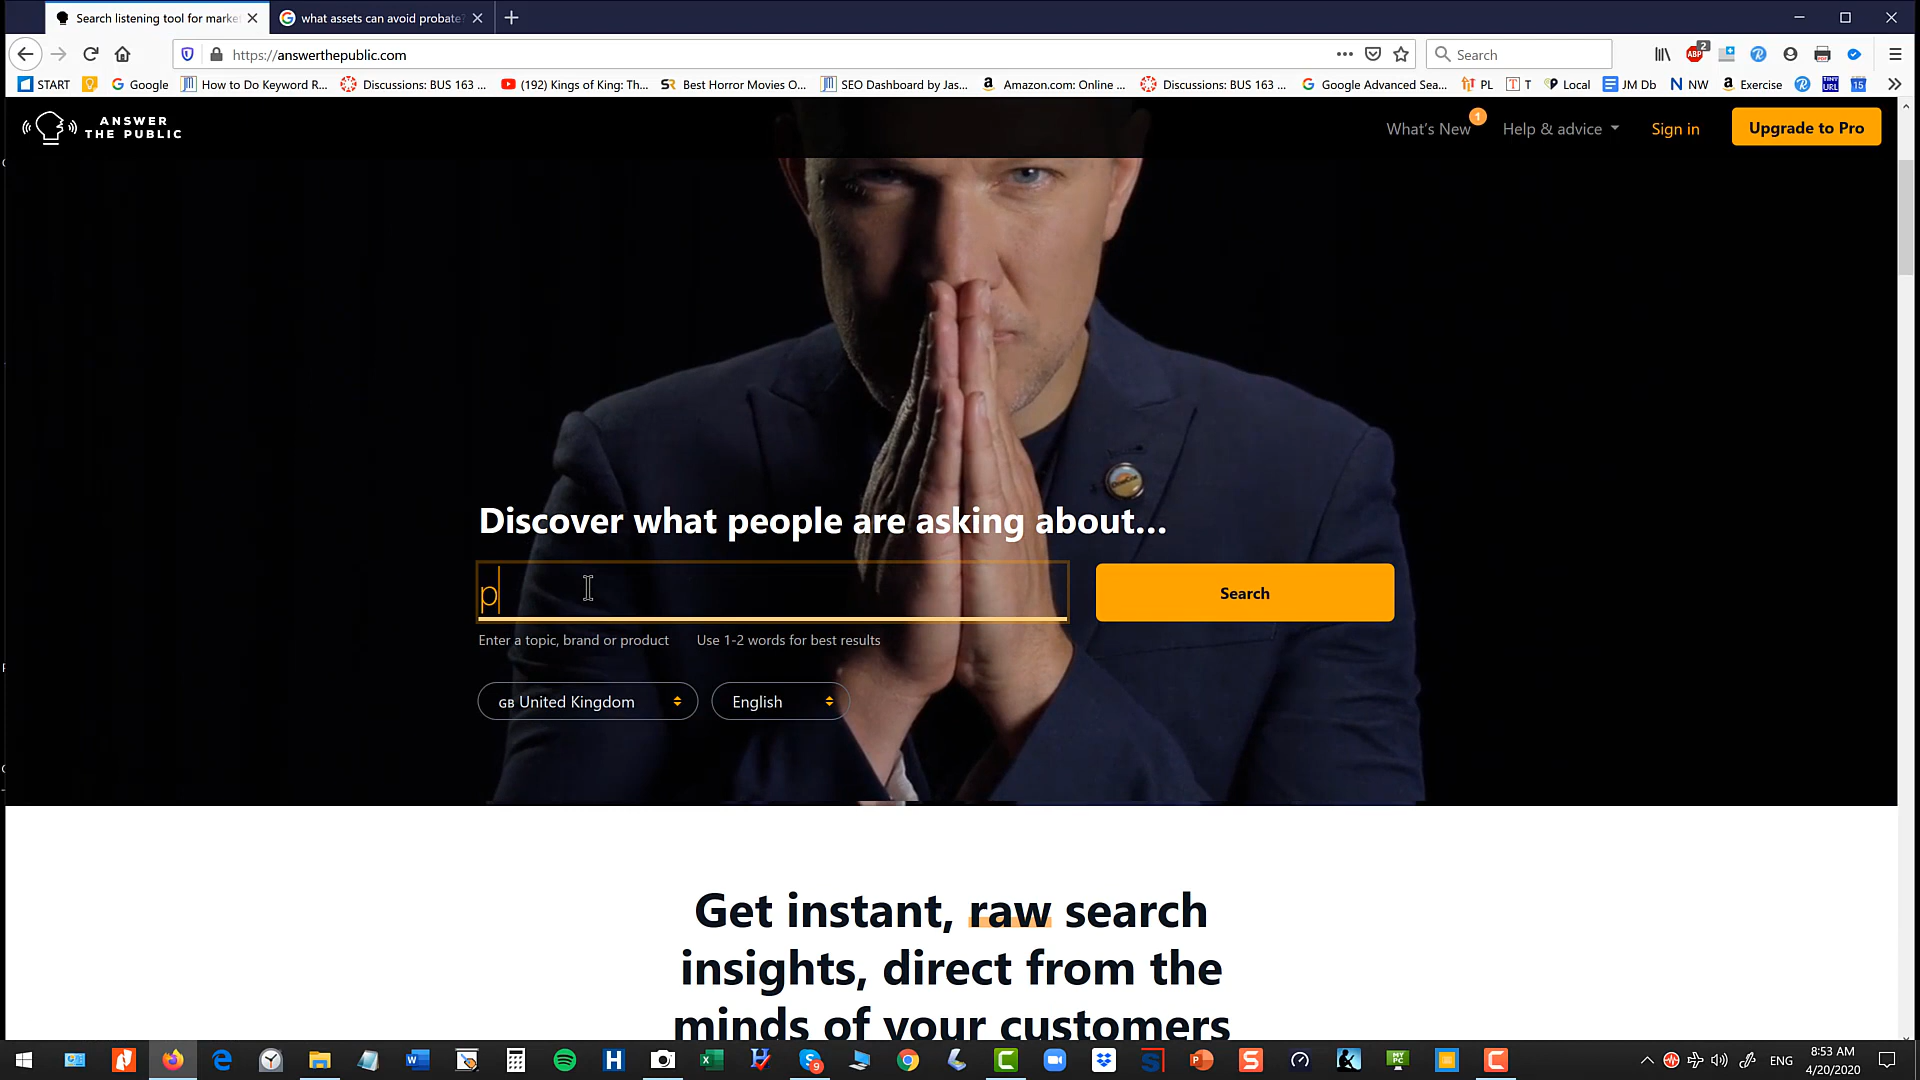 Search listening tool for marke
what assets can avoid probate?
https://answerthepublic.com
Search
2
START
Google
How to Do Keyword R...
Discussions: BUS 163 ...
(192) Kings of King: Th...
Best Horror Movies O...
SEO Dashboard by Jas...
Amazon.com: Online ...
Discussions: BUS 163 ...
Google Advanced Sea...
PL
T
Local
JM Db
NW
Exercise
ANSWER
THE PUBLIC
What's New
1
Help & advice
Sign in
Upgrade to Pro
Discover what people are asking about...
p
Search
Enter a topic, brand or product
Use 1-2 words for best results
GB United Kingdom
English
Get instant, raw search
insights, direct from the
minds of your customers
ENG
8:53 AM
4/20/2020